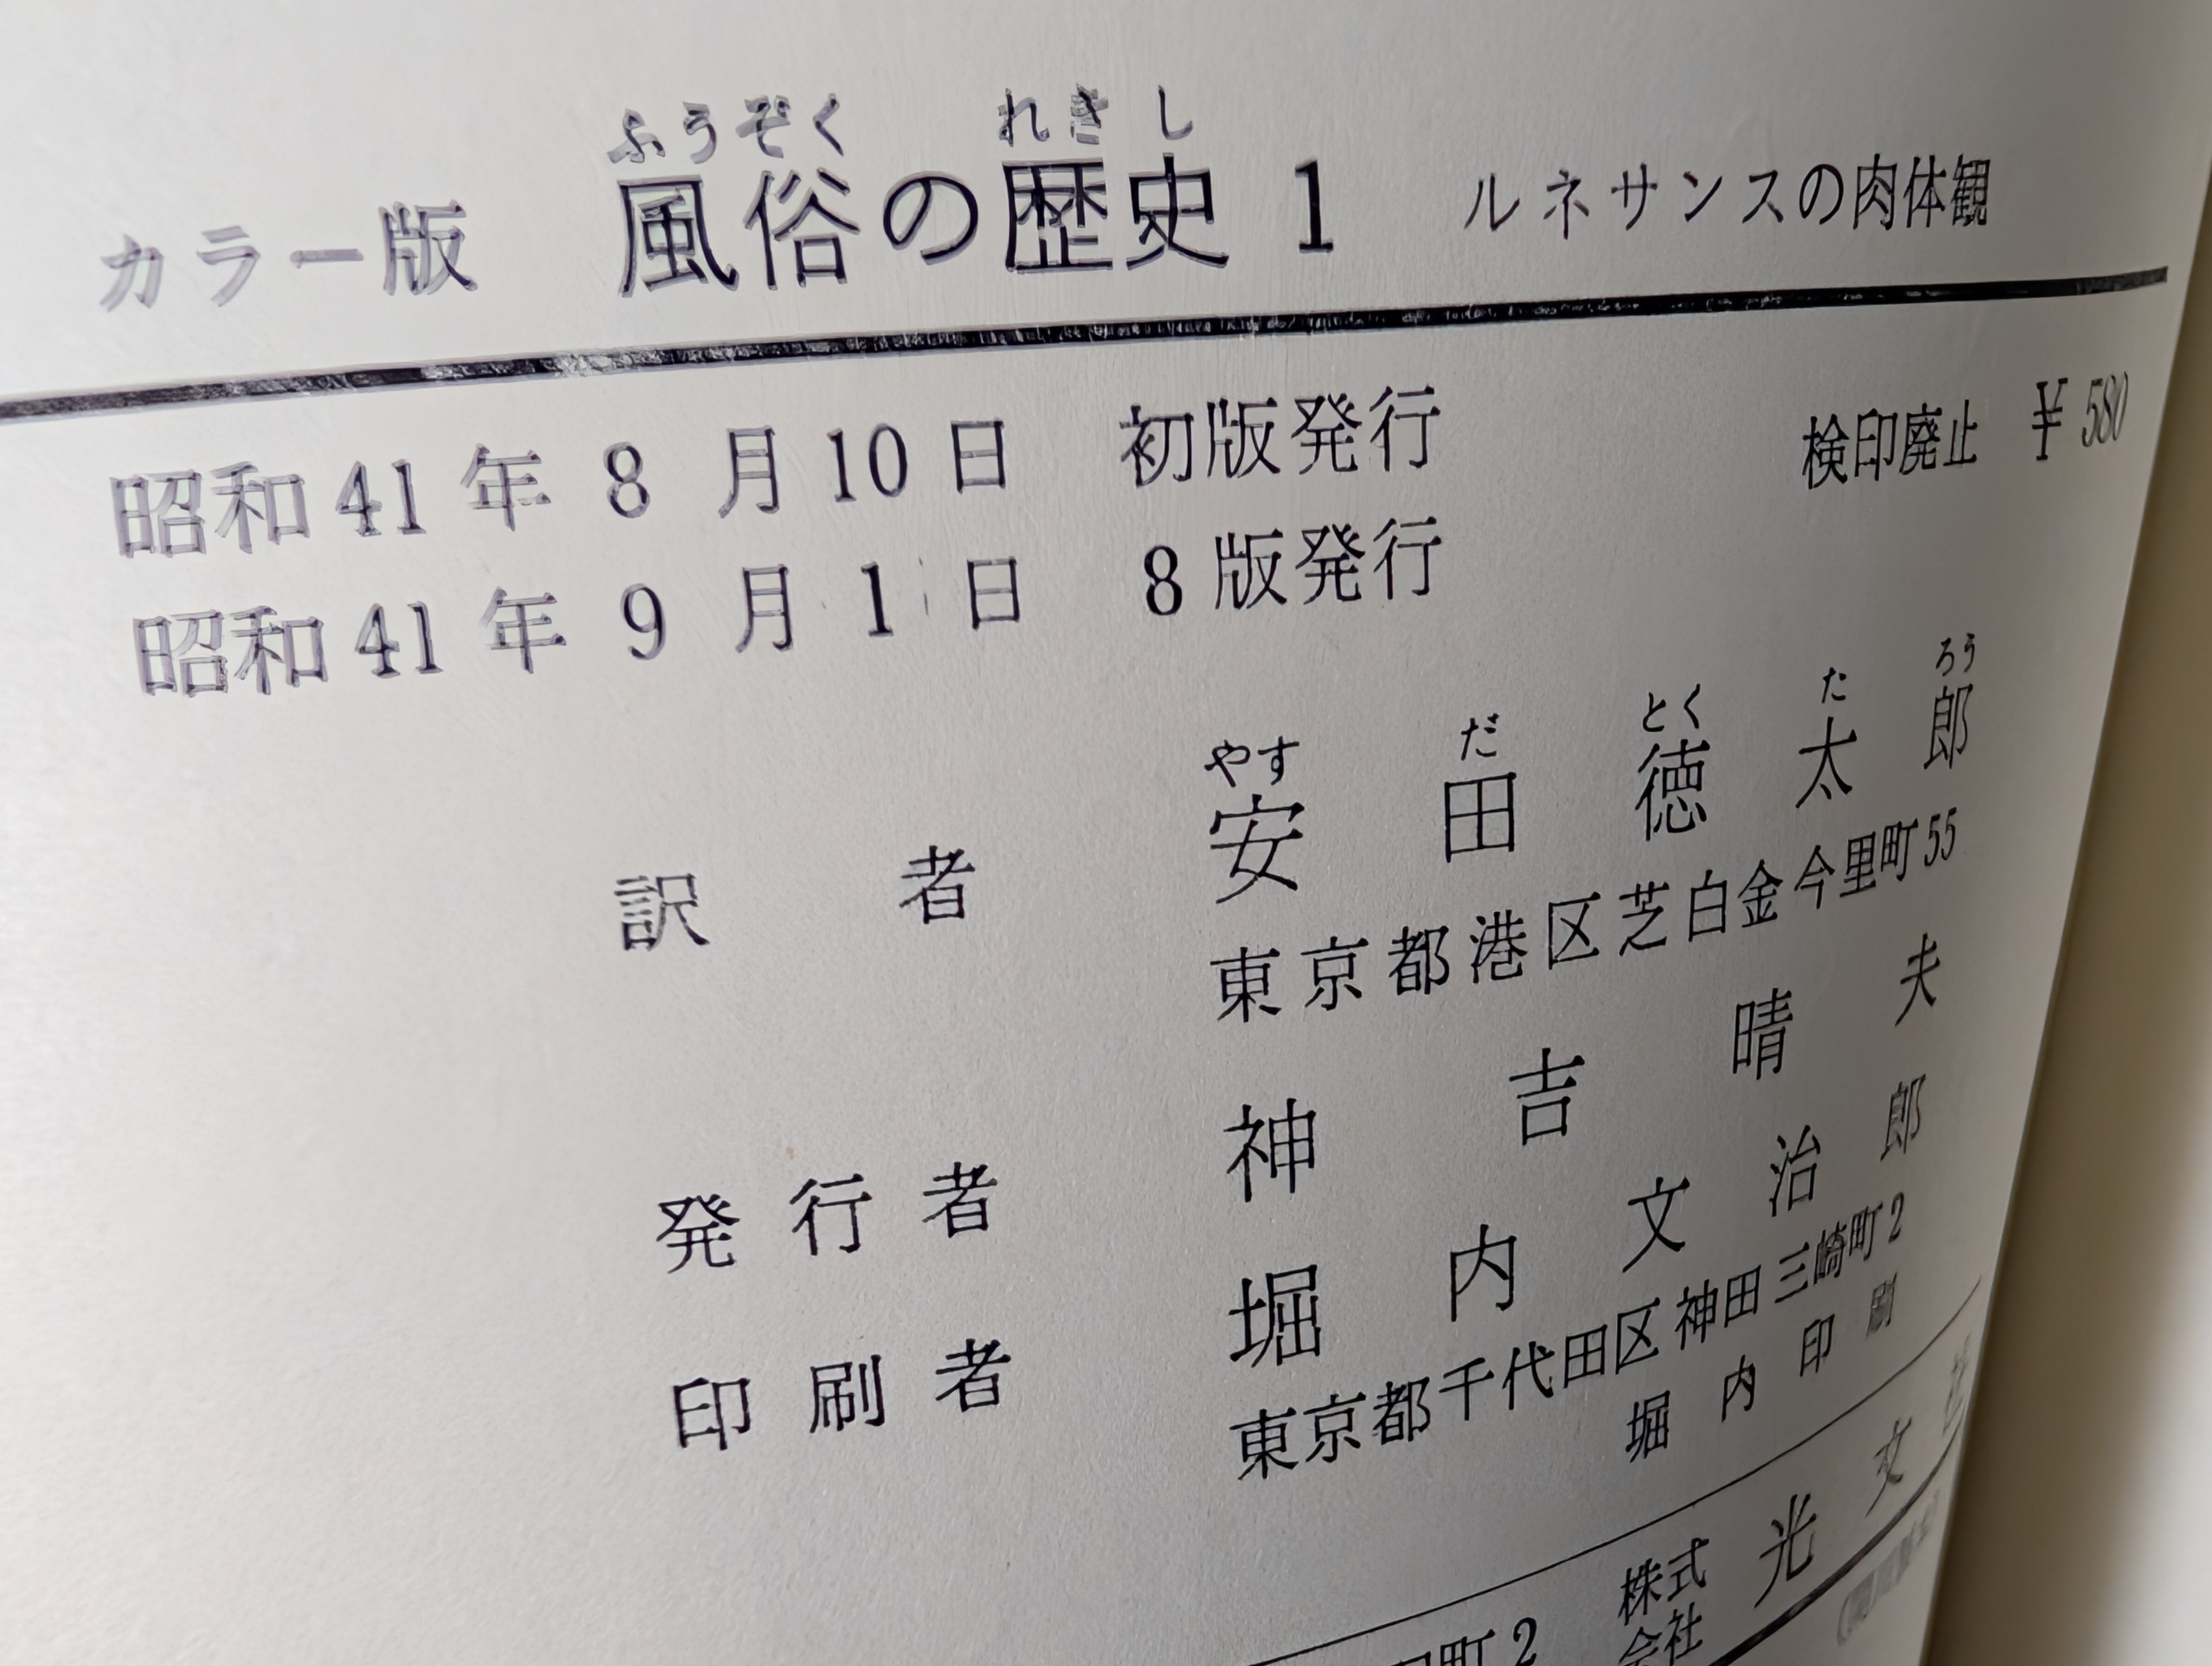 ふうぞく れきし
カラー版 風俗の歴史 1 ルネサンスの肉体観
昭和41年8月10日 初版発行 検印廃止 ¥580
昭和41年9月1日 8版発行
やす だ とく た ろう
訳者 安田徳太郎
東京都港区芝白金今里町55
発行者 神吉晴夫
印刷者 堀内文治郎
東京都千代田区神田三崎町2
堀内印刷
町2 株式会社 光文社